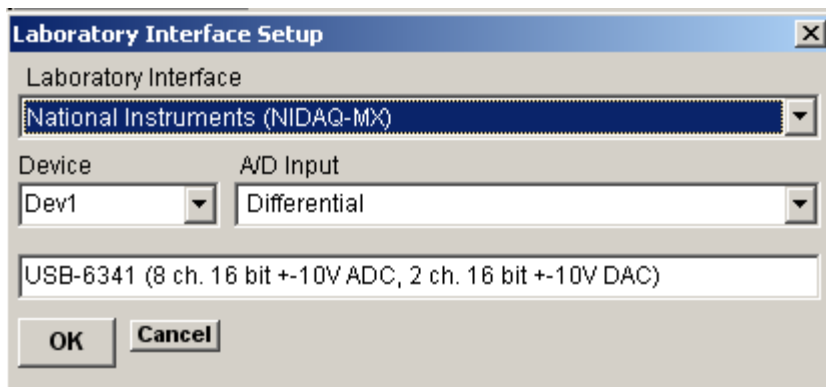 Laboratory Interface Setup
Laboratory Interface
National Instruments (NIDAQ-MX)
Device A/D Input
Dev1 Differential
USB-6341 (8 ch. 16 bit +-10V ADC, 2 ch. 16 bit +-10V DAC)
OK Cancel